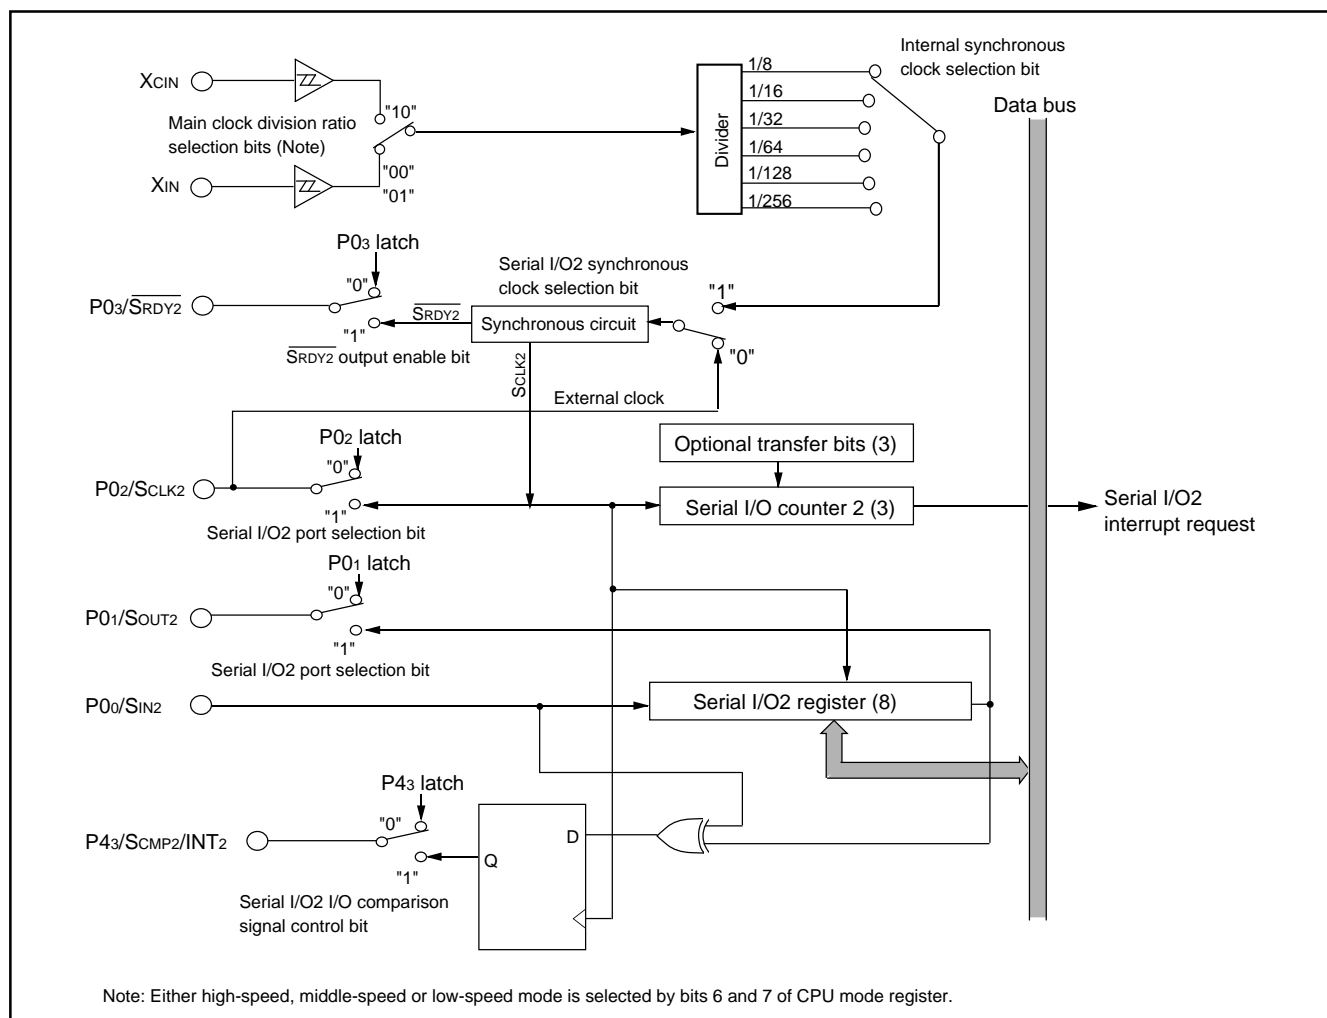 XCIN
"10"
Main clock division ratio
selection bits (Note)
XIN
"00"
"01"
Divider
1/8
1/16
1/32
1/64
1/128
1/256
Internal synchronous
clock selection bit
Data bus
P03 latch
"0"
P03/SRDY2
"1"
SRDY2
SRDY2 output enable bit
Serial I/O2 synchronous
clock selection bit
Synchronous circuit
"1"
"0"
SCLK2
External clock
P02 latch
"0"
P02/SCLK2
"1"
Serial I/O2 port selection bit
Optional transfer bits (3)
Serial I/O counter 2 (3)
Serial I/O2
interrupt request
P01 latch
"0"
P01/SOUT2
"1"
Serial I/O2 port selection bit
P00/SIN2
Serial I/O2 register (8)
P43 latch
"0"
P43/SCMP2/INT2
"1"
Serial I/O2 I/O comparison
signal control bit
Q
D
Note: Either high-speed, middle-speed or low-speed mode is selected by bits 6 and 7 of CPU mode register.